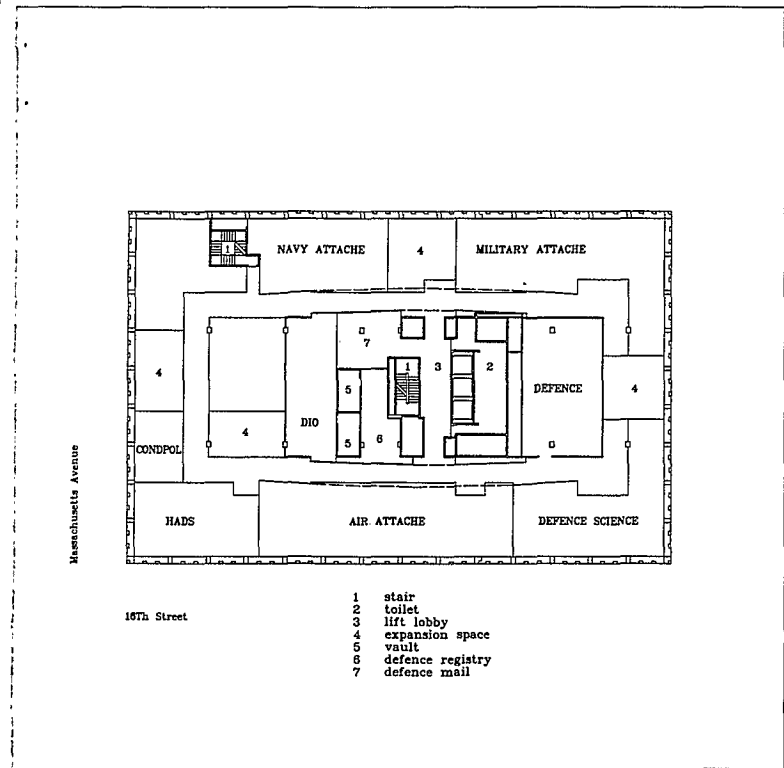 NAVY ATTACHE
4
MILITARY ATTACHE
1
7
4
1
3
2
5
DEFENCE
4
DIO
4
5
6
CONDPOL
HADS
AIR ATTACHE
DEFENCE SCIENCE
Massachusetts Avenue
16Th Street
1 stair
2 toilet
3 lift lobby
4 expansion space
5 vault
6 defence registry
7 defence mail